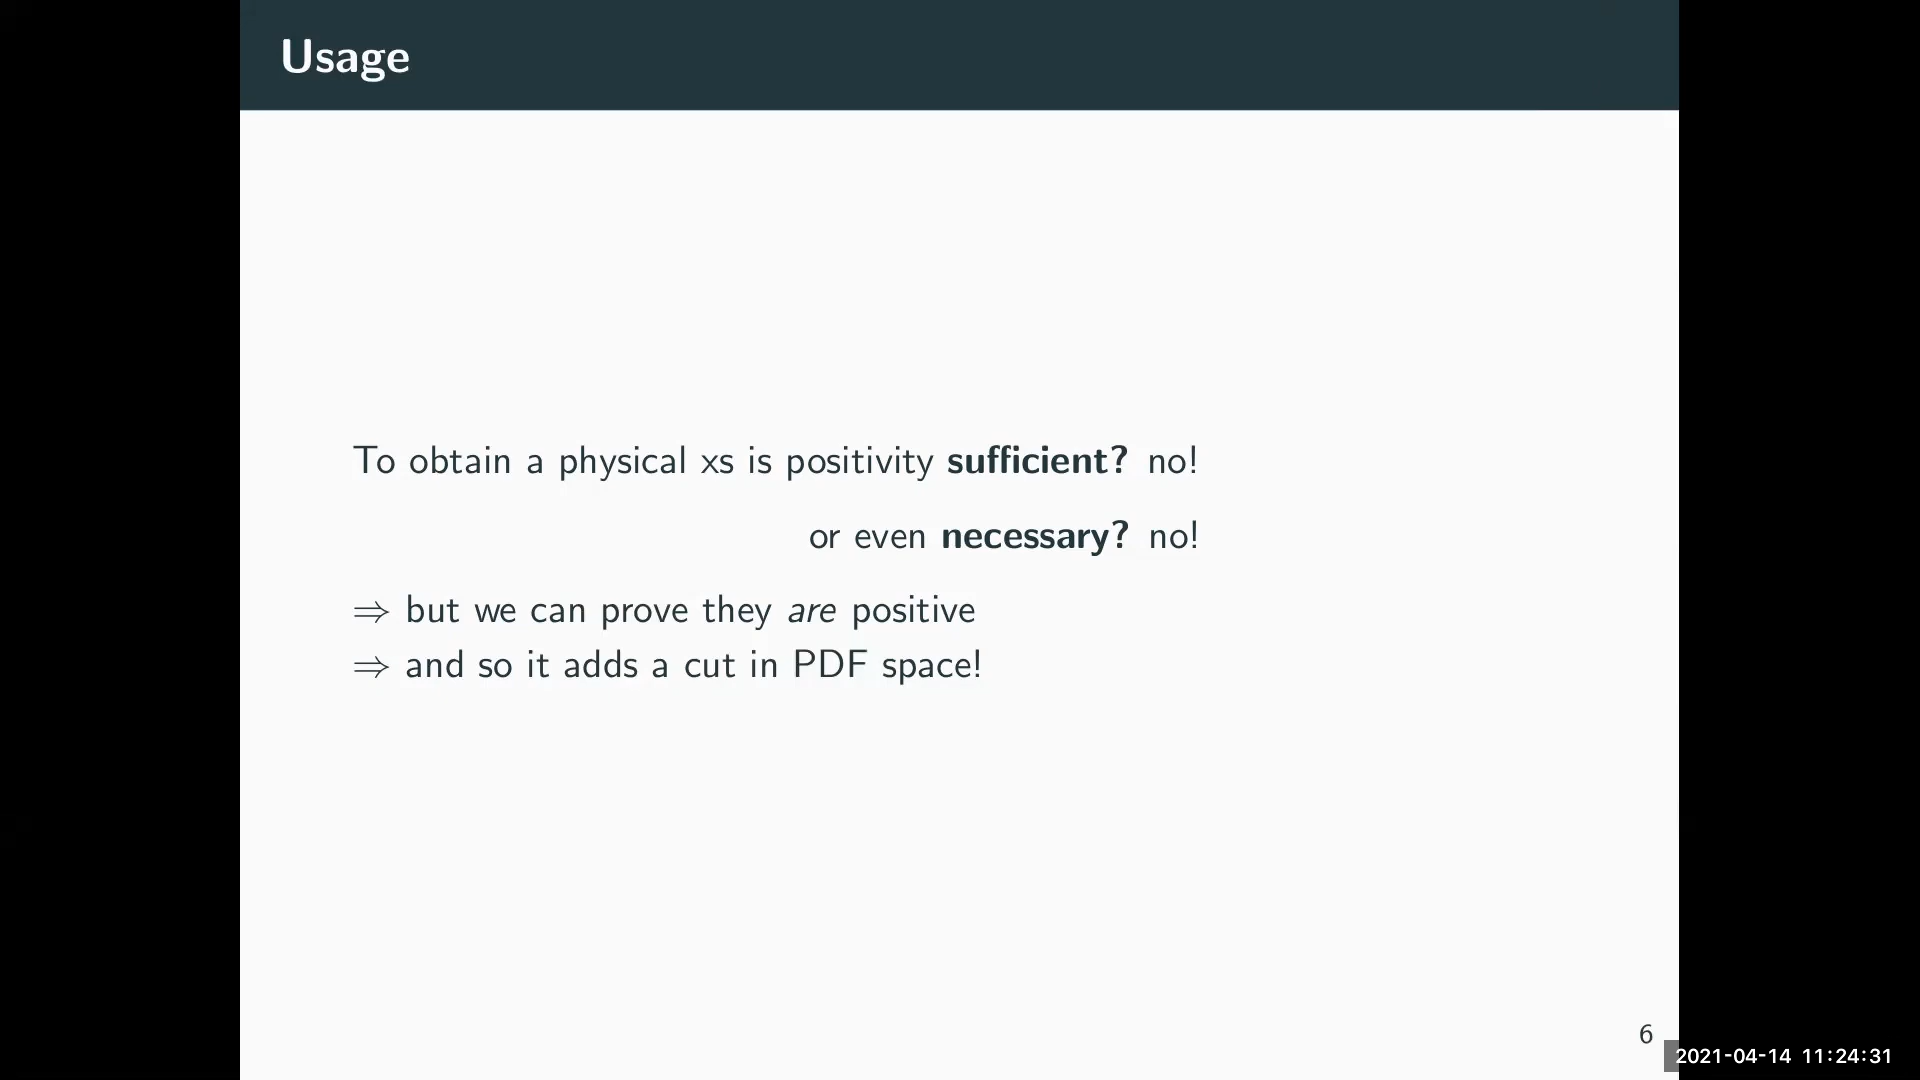 Usage
To obtain a physical xs is positivity sufficient? no!
or even necessary? no!
⇒ but we can prove they are positive
⇒ and so it adds a cut in PDF space!
6
2021-04-14 11:24:31